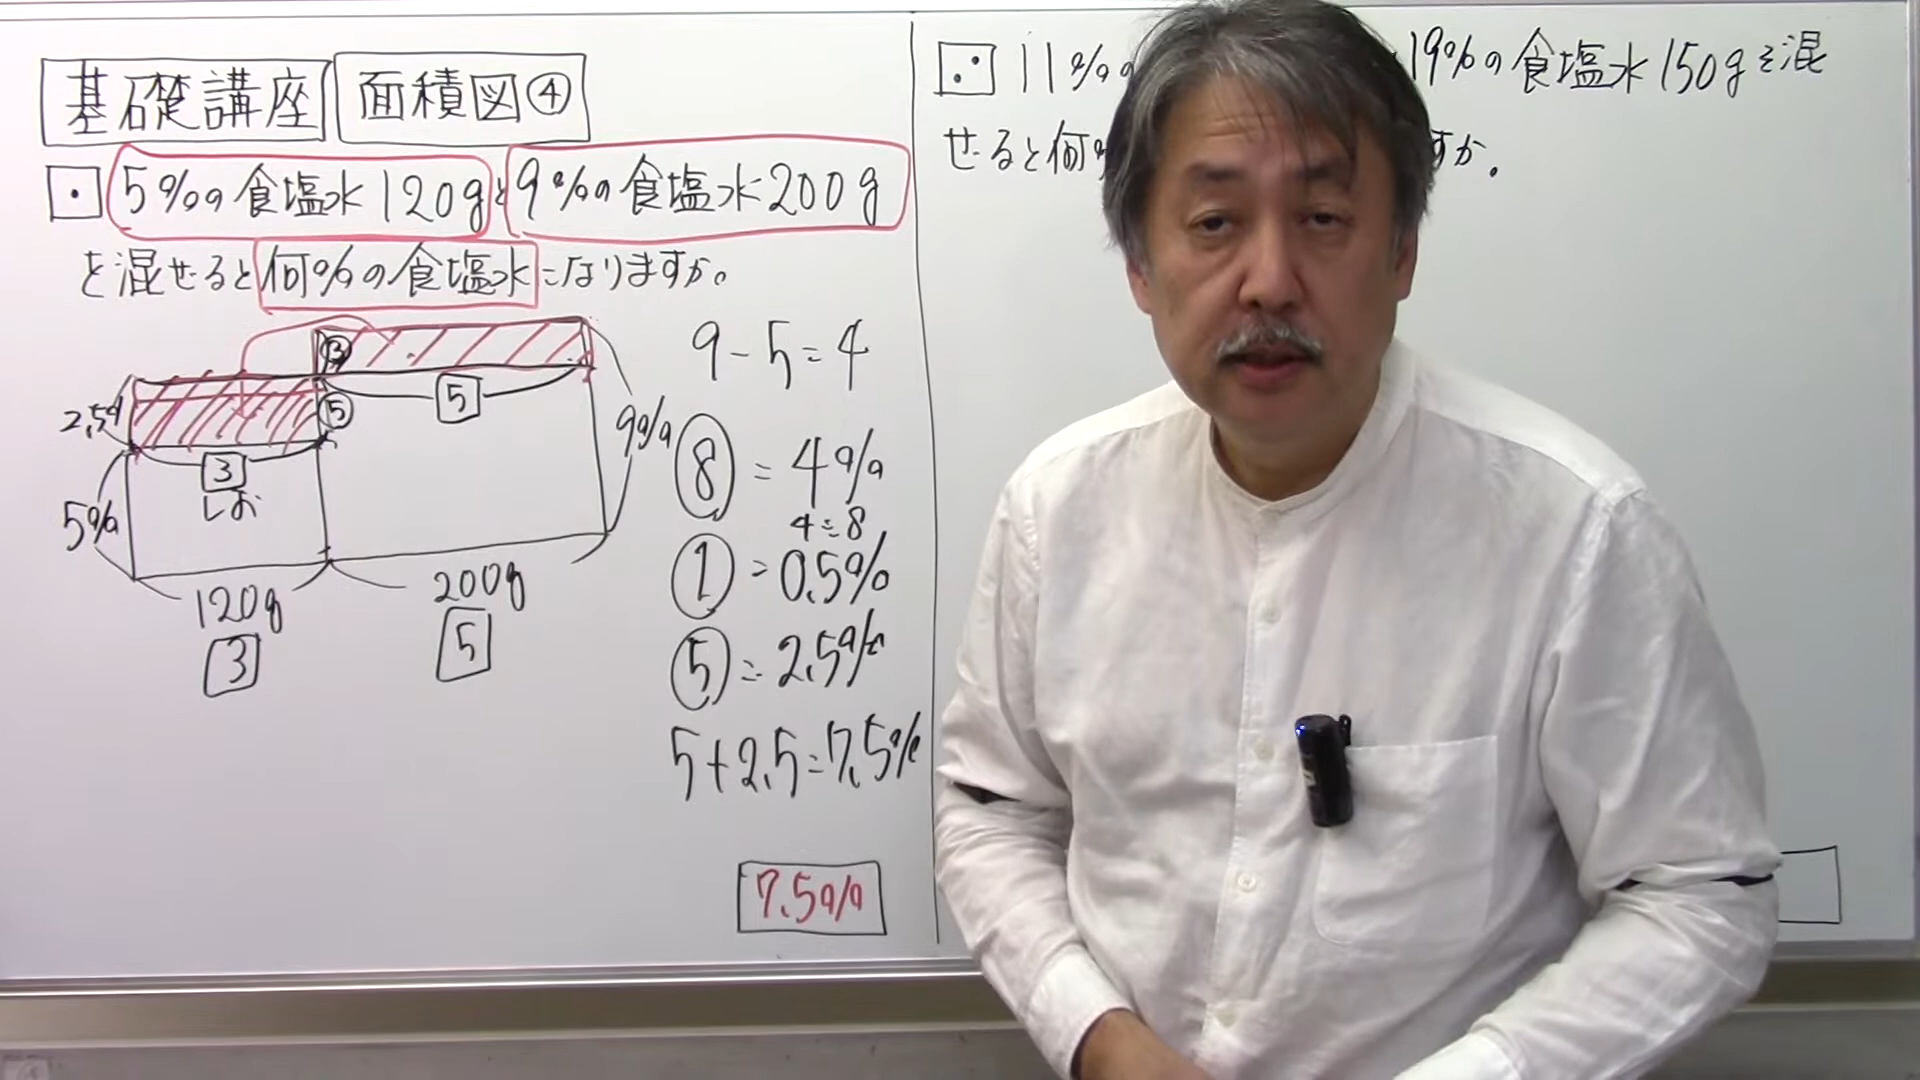 基礎講座 面積図④
5%の食塩水120gと9%の食塩水200g
を混ぜると何%の食塩水になりますか。
③
⑤
5
2.5%
3
しお
5%
9%
120g
200g
3
5
9-5=4
⑧=4%
4÷8
①=0.5%
⑤=2.5%
5+2.5=7.5%
7.5%
11%の
19%の食塩水150gを混
ぜると何
すか。